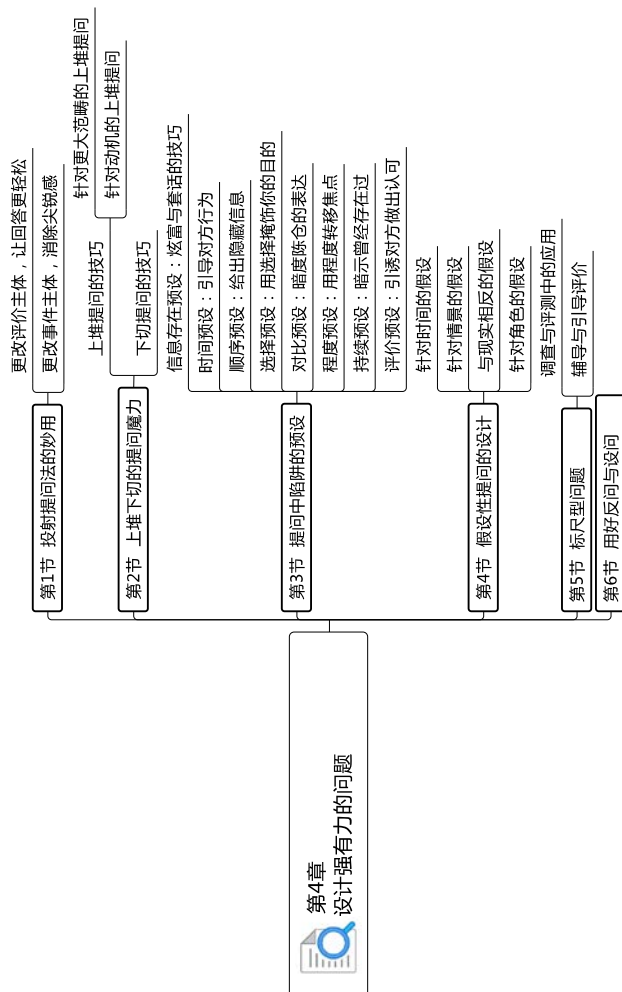 第4章
设计强有力的问题
第1节 投射提问法的妙用
更改评价主体，让回答更轻松
更改事件主体，消除尖锐感
第2节 上堆下切的提问魔力
上堆提问的技巧
针对更大范畴的上堆提问
针对动机的上堆提问
下切提问的技巧
第3节 提问中陷阱的预设
信息存在预设：炫富与套话的技巧
时间预设：引导对方行为
顺序预设：给出隐藏信息
选择预设：用选择掩饰你的目的
对比预设：暗度陈仓的表达
程度预设：用程度转移焦点
持续预设：暗示曾经存在过
评价预设：引诱对方做出认可
第4节 假设性提问的设计
针对时间的假设
针对情景的假设
与现实相反的假设
针对角色的假设
第5节 标尺型问题
调查与评测中的应用
辅导与引导评价
第6节 用好反问与设问